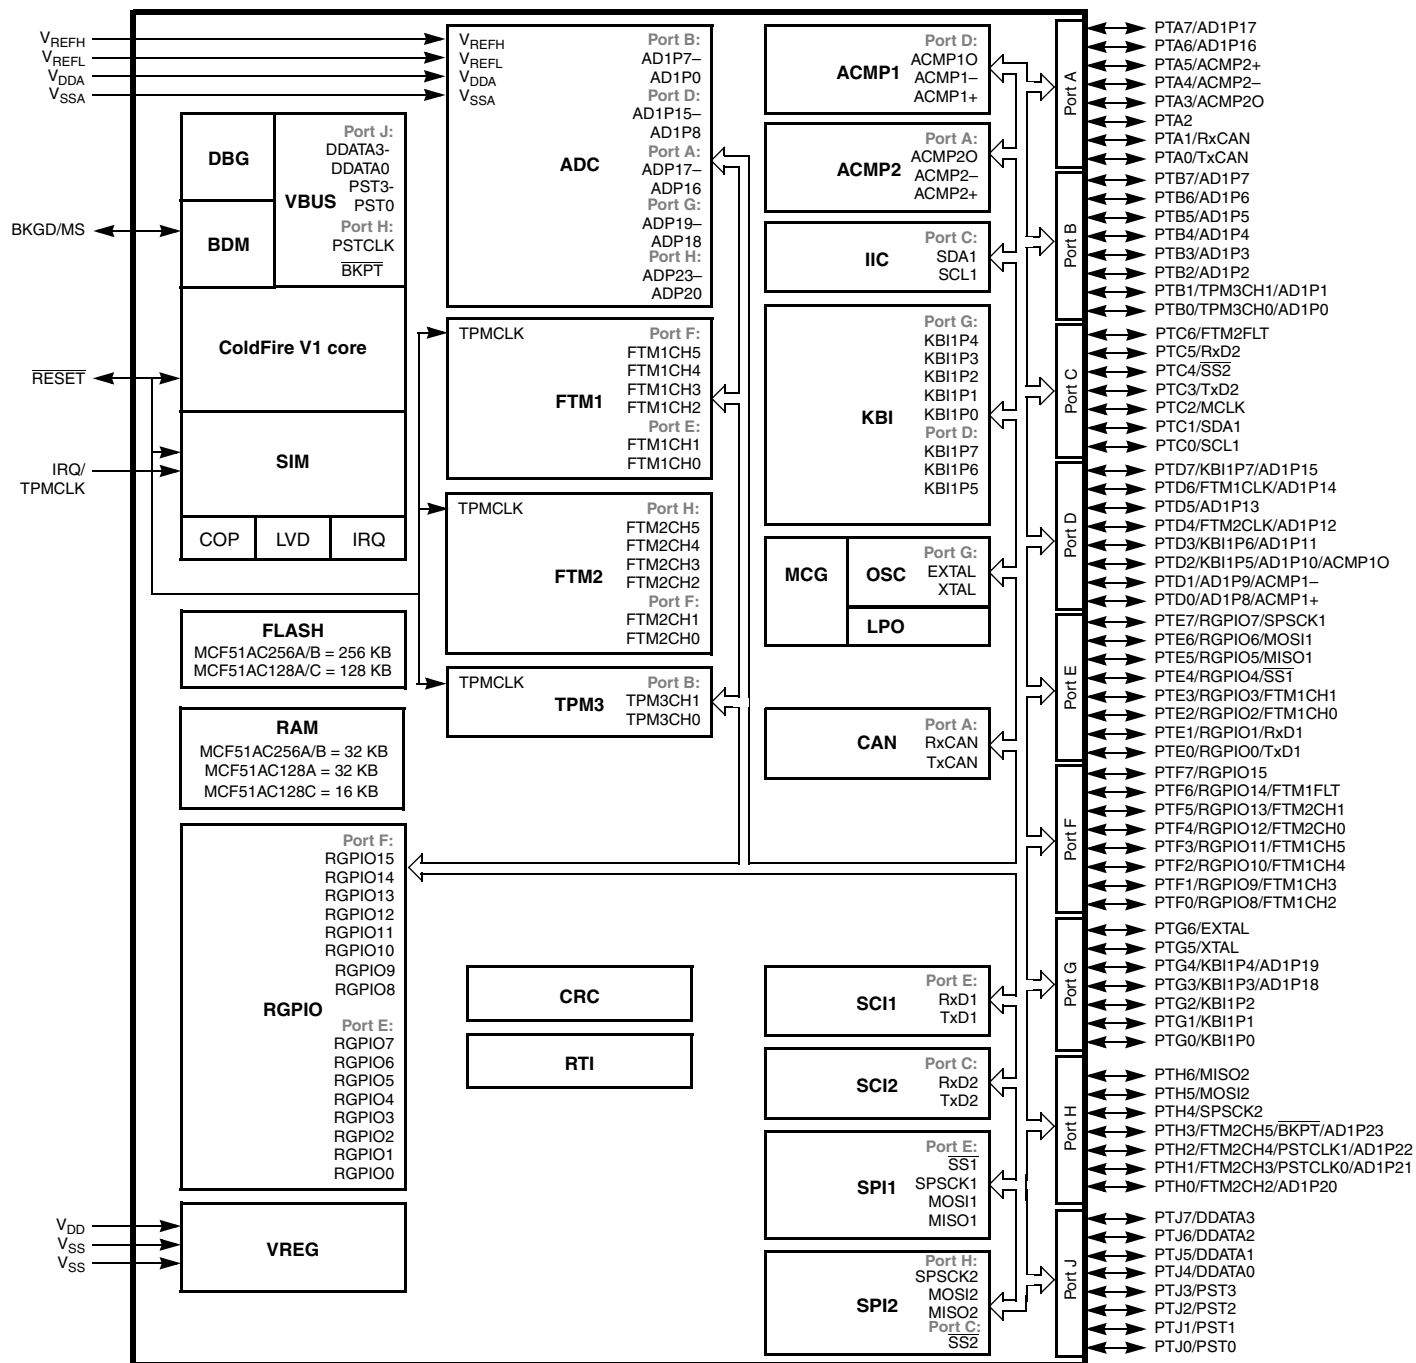 V_REFH
V_REFL
V_DDA
V_SSA
BKGD/MS
RESET
IRQ/
TPMCLK
V_DD
V_SS
V_SS
DBG
BDM
VBUS
Port J:
DDATA3-
DDATA0
PST3-
PST0
Port H:
PSTCLK
BKPT
ColdFire V1 core
SIM
COP
LVD
IRQ
FLASH
MCF51AC256A/B = 256 KB
MCF51AC128A/C = 128 KB
RAM
MCF51AC256A/B = 32 KB
MCF51AC128A = 32 KB
MCF51AC128C = 16 KB
RGPIO
Port F:
RGPIO15
RGPIO14
RGPIO13
RGPIO12
RGPIO11
RGPIO10
RGPIO9
RGPIO8
Port E:
RGPIO7
RGPIO6
RGPIO5
RGPIO4
RGPIO3
RGPIO2
RGPIO1
RGPIO0
VREG
V_REFH
V_REFL
V_DDA
V_SSA
ADC
Port B:
AD1P7–
AD1P0
Port D:
AD1P15–
AD1P8
Port A:
ADP17–
ADP16
Port G:
ADP19–
ADP18
Port H:
ADP23–
ADP20
TPMCLK
FTM1
Port F:
FTM1CH5
FTM1CH4
FTM1CH3
FTM1CH2
Port E:
FTM1CH1
FTM1CH0
TPMCLK
FTM2
Port H:
FTM2CH5
FTM2CH4
FTM2CH3
FTM2CH2
Port F:
FTM2CH1
FTM2CH0
TPMCLK
TPM3
Port B:
TPM3CH1
TPM3CH0
CRC
RTI
ACMP1
Port D:
ACMP1O
ACMP1–
ACMP1+
ACMP2
Port A:
ACMP2O
ACMP2–
ACMP2+
IIC
Port C:
SDA1
SCL1
KBI
Port G:
KBI1P4
KBI1P3
KBI1P2
KBI1P1
KBI1P0
Port D:
KBI1P7
KBI1P6
KBI1P5
MCG
OSC
Port G:
EXTAL
XTAL
LPO
CAN
Port A:
RxCAN
TxCAN
SCI1
Port E:
RxD1
TxD1
SCI2
Port C:
RxD2
TxD2
SPI1
Port E:
SS1
SPSCK1
MOSI1
MISO1
SPI2
Port H:
SPSCK2
MOSI2
MISO2
Port C:
SS2
Port A
PTA7/AD1P17
PTA6/AD1P16
PTA5/ACMP2+
PTA4/ACMP2–
PTA3/ACMP2O
PTA2
PTA1/RxCAN
PTA0/TxCAN
Port B
PTB7/AD1P7
PTB6/AD1P6
PTB5/AD1P5
PTB4/AD1P4
PTB3/AD1P3
PTB2/AD1P2
PTB1/TPM3CH1/AD1P1
PTB0/TPM3CH0/AD1P0
Port C
PTC6/FTM2FLT
PTC5/RxD2
PTC4/SS2
PTC3/TxD2
PTC2/MCLK
PTC1/SDA1
PTC0/SCL1
Port D
PTD7/KBI1P7/AD1P15
PTD6/FTM1CLK/AD1P14
PTD5/AD1P13
PTD4/FTM2CLK/AD1P12
PTD3/KBI1P6/AD1P11
PTD2/KBI1P5/AD1P10/ACMP1O
PTD1/AD1P9/ACMP1–
PTD0/AD1P8/ACMP1+
Port E
PTE7/RGPIO7/SPSCK1
PTE6/RGPIO6/MOSI1
PTE5/RGPIO5/MISO1
PTE4/RGPIO4/SS1
PTE3/RGPIO3/FTM1CH1
PTE2/RGPIO2/FTM1CH0
PTE1/RGPIO1/RxD1
PTE0/RGPIO0/TxD1
Port F
PTF7/RGPIO15
PTF6/RGPIO14/FTM1FLT
PTF5/RGPIO13/FTM2CH1
PTF4/RGPIO12/FTM2CH0
PTF3/RGPIO11/FTM1CH5
PTF2/RGPIO10/FTM1CH4
PTF1/RGPIO9/FTM1CH3
PTF0/RGPIO8/FTM1CH2
Port G
PTG6/EXTAL
PTG5/XTAL
PTG4/KBI1P4/AD1P19
PTG3/KBI1P3/AD1P18
PTG2/KBI1P2
PTG1/KBI1P1
PTG0/KBI1P0
Port H
PTH6/MISO2
PTH5/MOSI2
PTH4/SPSCK2
PTH3/FTM2CH5/BKPT/AD1P23
PTH2/FTM2CH4/PSTCLK1/AD1P22
PTH1/FTM2CH3/PSTCLK0/AD1P21
PTH0/FTM2CH2/AD1P20
Port J
PTJ7/DDATA3
PTJ6/DDATA2
PTJ5/DDATA1
PTJ4/DDATA0
PTJ3/PST3
PTJ2/PST2
PTJ1/PST1
PTJ0/PST0